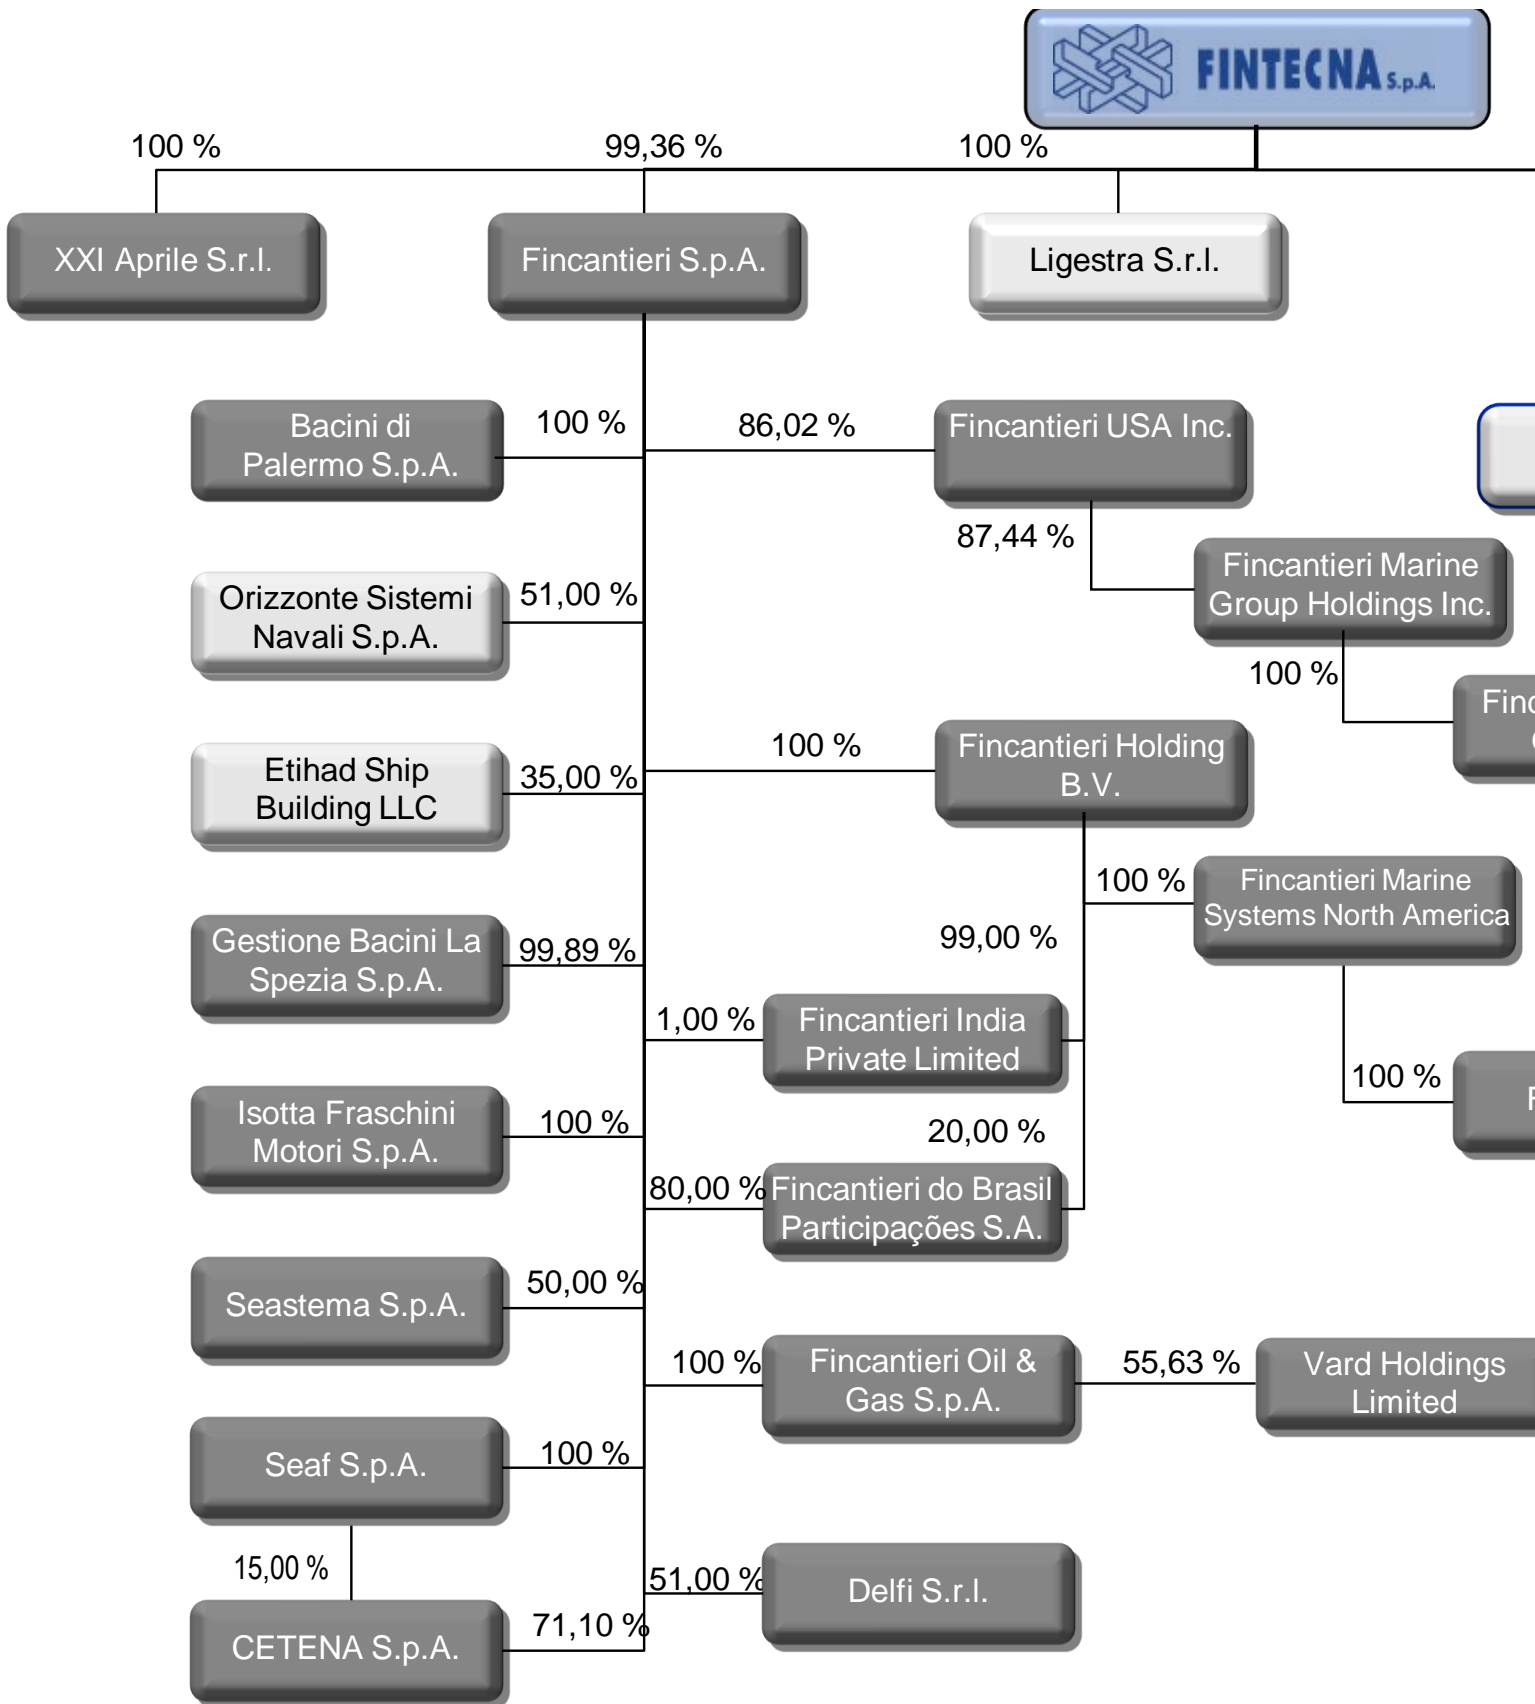 FINTECNA S.p.A.
100 %
99,36 %
100 %
XXI Aprile S.r.l.
Fincantieri S.p.A.
Ligestra S.r.l.
Bacini di
Palermo S.p.A.
100 %
86,02 %
Fincantieri USA Inc.
87,44 %
Fincantieri Marine
Group Holdings Inc.
Orizzonte Sistemi
Navali S.p.A.
51,00 %
100 %
Etihad Ship
Building LLC
35,00 %
100 %
Fincantieri Holding
B.V.
100 %
Fincantieri Marine
Systems North America
Gestione Bacini La
Spezia S.p.A.
99,89 %
99,00 %
1,00 %
Fincantieri India
Private Limited
100 %
Isotta Fraschini
Motori S.p.A.
100 %
20,00 %
80,00 %
Fincantieri do Brasil
Participações S.A.
Seastema S.p.A.
50,00 %
100 %
Fincantieri Oil &
Gas S.p.A.
55,63 %
Vard Holdings
Limited
Seaf S.p.A.
100 %
15,00 %
51,00 %
Delfi S.r.l.
CETENA S.p.A.
71,10 %